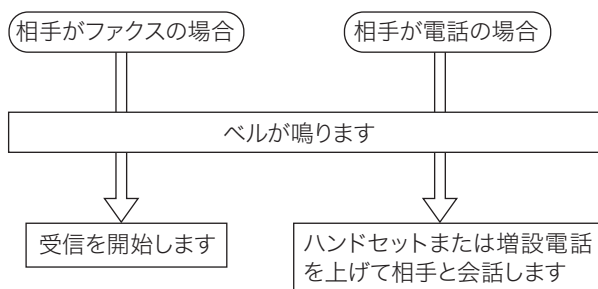 相手がファクスの場合
相手が電話の場合
ベルが鳴ります
受信を開始します
ハンドセットまたは増設電話
を上げて相手と会話します